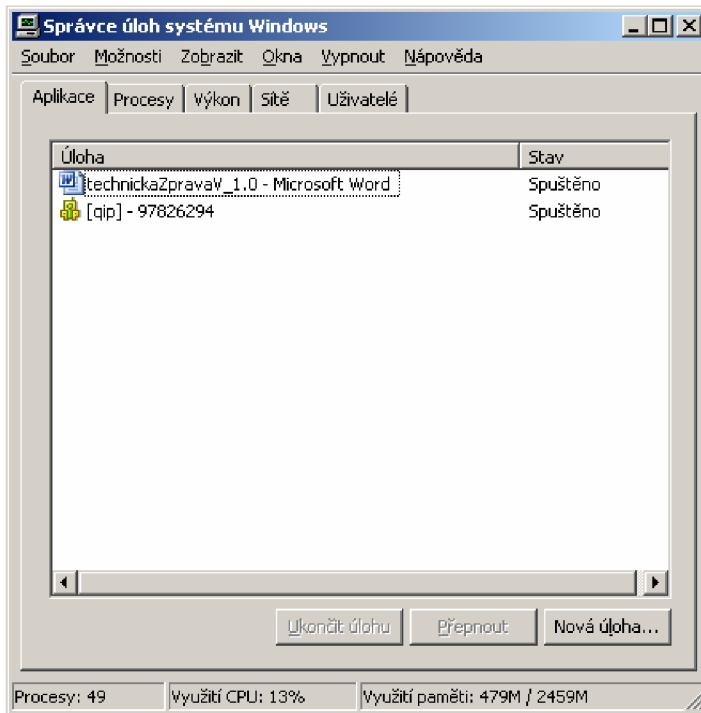 Správce úloh systému Windows
Soubor Možnosti Zobrazit Okna Vypnout Nápověda
Aplikace Procesy Výkon Sítě Uživatelé
Úloha Stav
technickaZpravaV_1.0 - Microsoft Word Spuštěno
[qip] - 97826294 Spuštěno
Ukončit úlohu Přepnout Nová úloha...
Procesy: 49 Využití CPU: 13% Využití paměti: 479M / 2459M